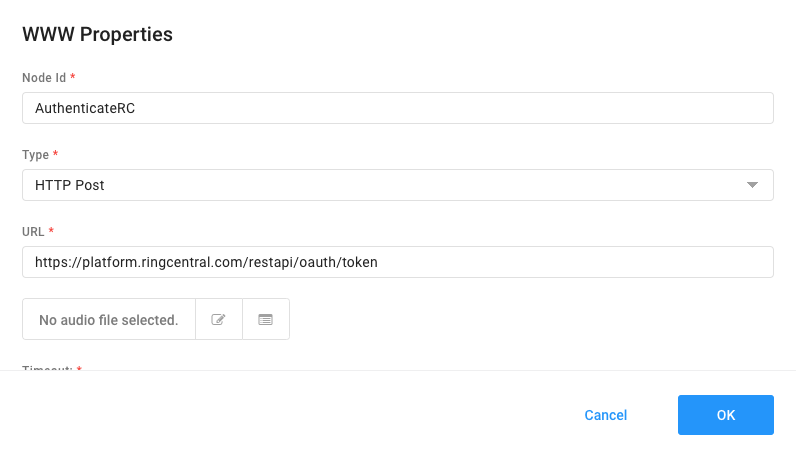 WWW Properties
Node Id *
AuthenticateRC
Type *
HTTP Post
URL *
https://platform.ringcentral.com/restapi/oauth/token
No audio file selected.
Timeout: *
Cancel OK